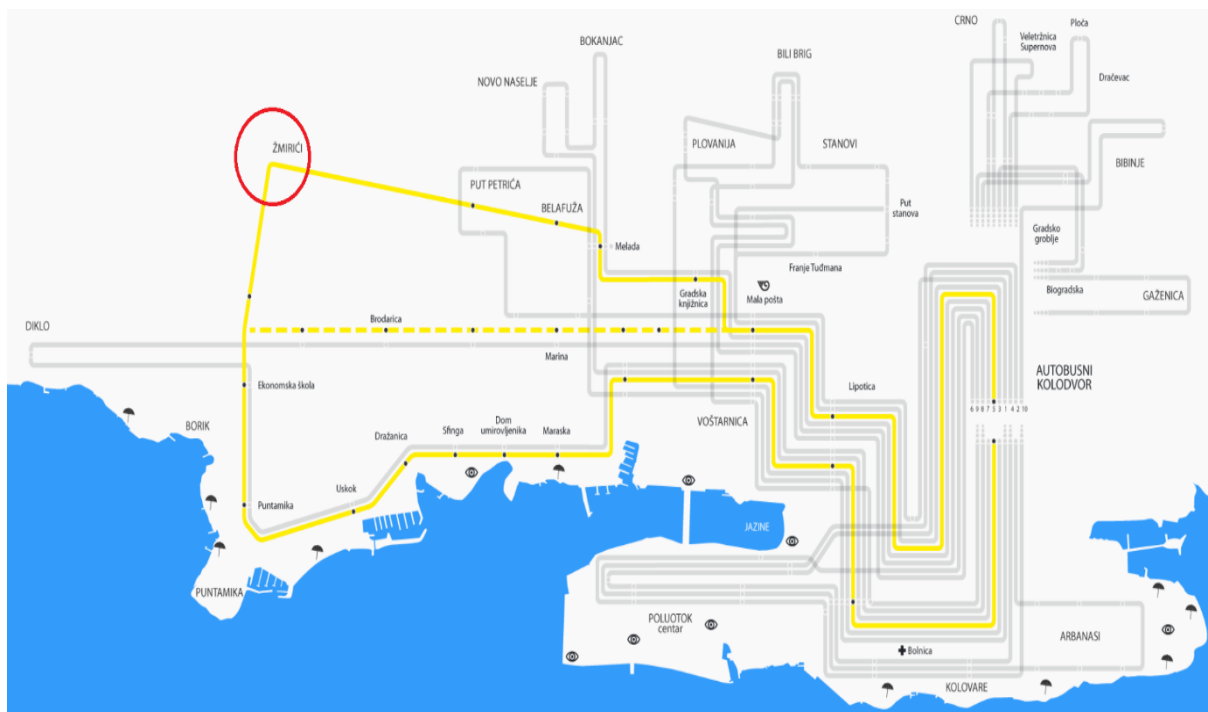 CRNO
Ploča
Veletržnica
Supernova
BOKANJAC
BILI BRIG
Dračevac
NOVO NASELJE
ŽMIRIĆI
PLOVANIJA
STANOVI
BIBINJE
PUT PETRIĆA
BELAFUŽA
Put
stanova
Gradsko
groblje
Melada
Franje Tuđmana
Biogradska
GAŽENICA
Gradska
knjižnica
Mala pošta
DIKLO
Brodarica
Marina
AUTOBUSNI
KOLODVOR
Ekonomska škola
Lipotica
6 9 8 7 5 3 1 4 2 10
BORIK
Dražanica
Sfinga
Dom
umirovljenika
Maraska
VOŠTARNICA
Uskok
Puntamika
JAZINE
PUNTAMIKA
POLUOTOK
centar
ARBANASI
Bolnica
KOLOVARE